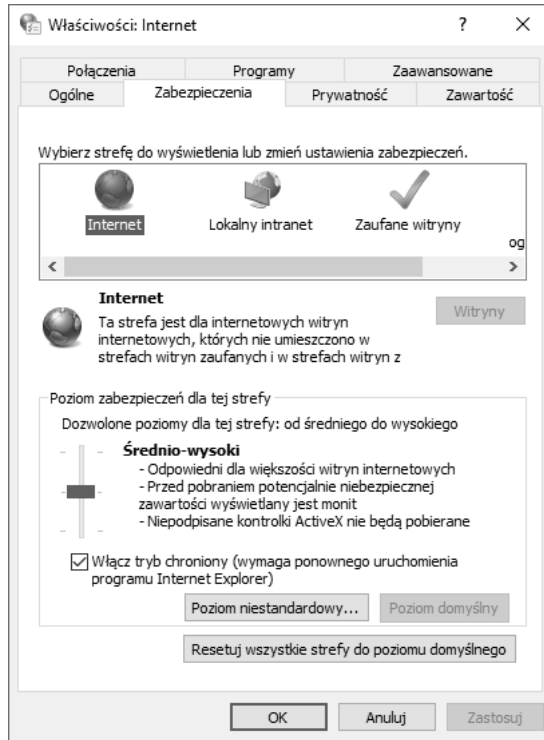 Właściwości: Internet
?
Połączenia Programy Zaawansowane
Ogólne Zabezpieczenia Prywatność Zawartość
Wybierz strefę do wyświetlenia lub zmień ustawienia zabezpieczeń.
Internet Lokalny intranet Zaufane witryny
og
Internet
Witryny
Ta strefa jest dla internetowych witryn
internetowych, których nie umieszczono w
strefach witryn zaufanych i w strefach witryn z
Poziom zabezpieczeń dla tej strefy
Dozwolone poziomy dla tej strefy: od średniego do wysokiego
Średnio-wysoki
- Odpowiedni dla większości witryn internetowych
- Przed pobraniem potencjalnie niebezpiecznej
zawartości wyświetlany jest monit
- Niepodpisane kontrolki ActiveX nie będą pobierane
Włącz tryb chroniony (wymaga ponownego uruchomienia
programu Internet Explorer)
Poziom niestandardowy... Poziom domyślny
Resetuj wszystkie strefy do poziomu domyślnego
OK Anuluj Zastosuj